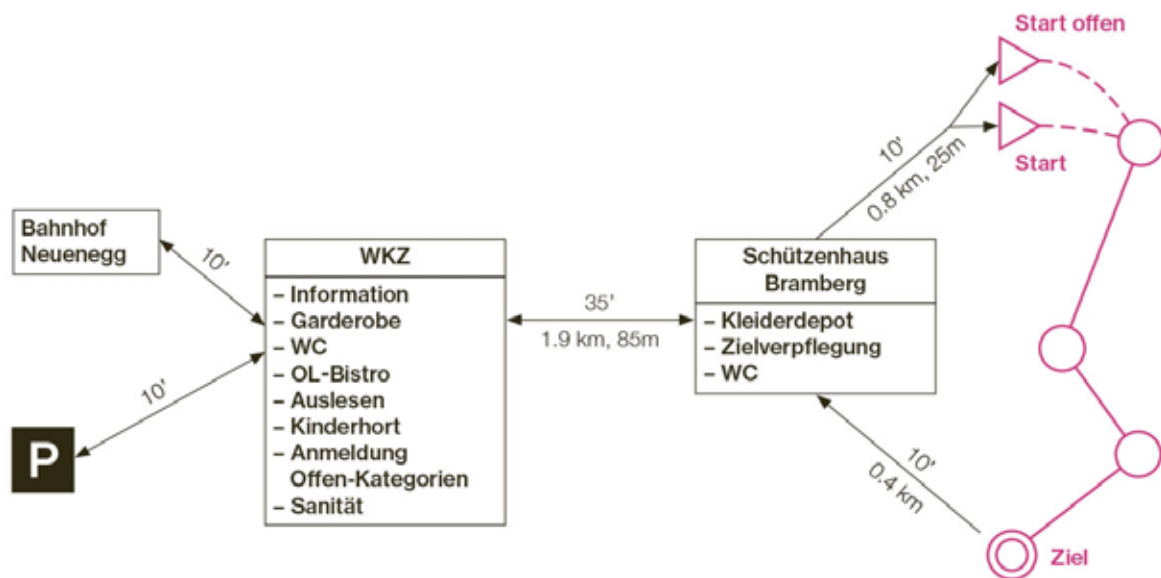 Start offen
10'
0.8 km, 25m
Start
Bahnhof
Neuenegg
10'
WKZ
– Information
– Garderobe
– WC
– OL-Bistro
– Auslesen
– Kinderhort
– Anmeldung
Offen-Kategorien
– Sanität
35'
1.9 km, 85m
Schützenhaus
Bramberg
– Kleiderdepot
– Zielverpflegung
– WC
10'
P
10'
0.4 km
Ziel